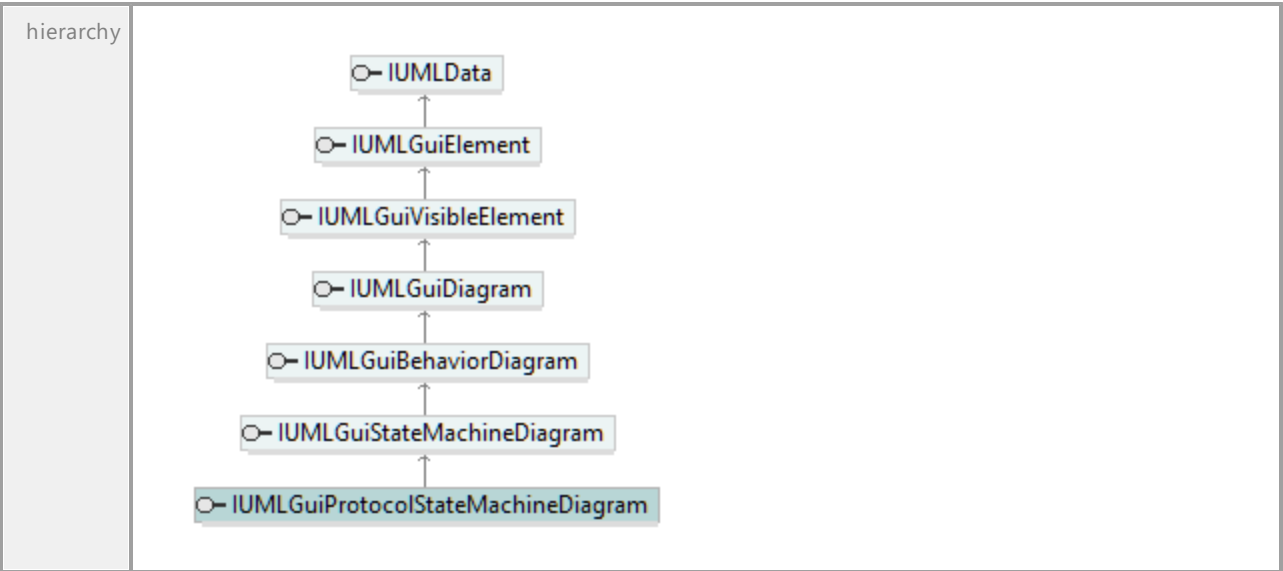 hierarchy
IUMLData
IUMLGuiElement
IUMLGuiVisibleElement
IUMLGuiDiagram
IUMLGuiBehaviorDiagram
IUMLGuiStateMachineDiagram
IUMLGuiProtocolStateMachineDiagram